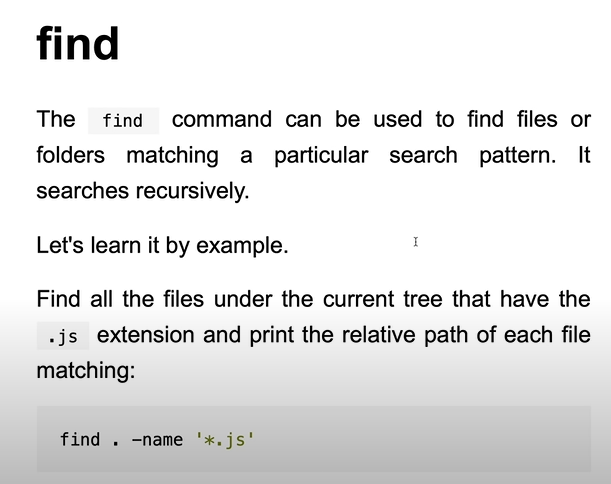 find
The find command can be used to find files or
folders matching a particular search pattern. It
searches recursively.
Let's learn it by example.
Find all the files under the current tree that have the
.js extension and print the relative path of each file
matching:
find . –name '*.js'